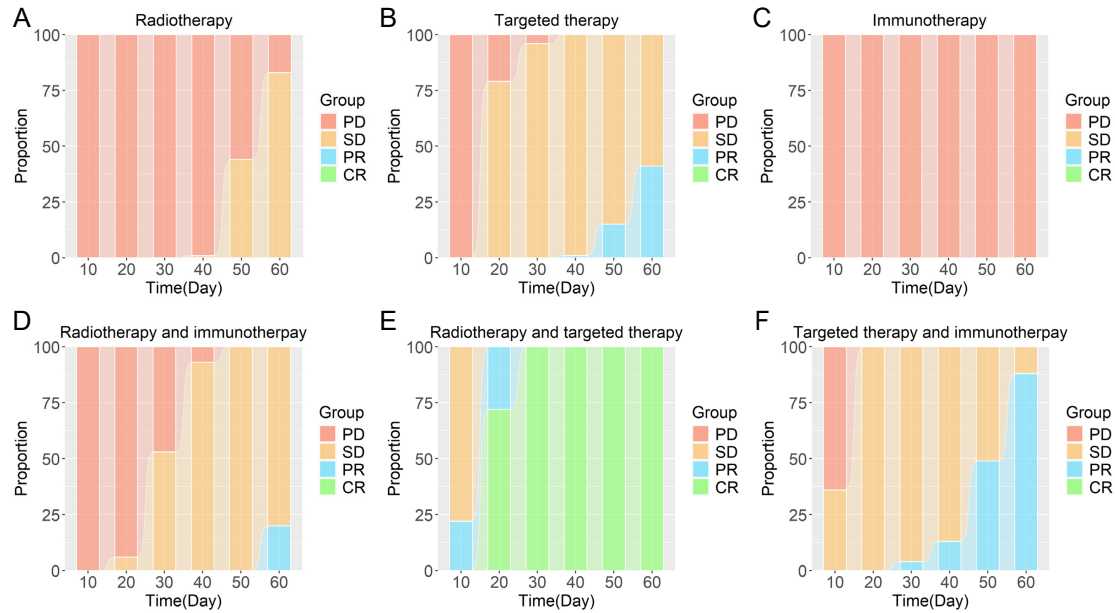 A
Radiotherapy
100
75
50
25
0
Proportion
10 20 30 40 50 60
Time(Day)
Group
PD
SD
PR
CR
B
Targeted therapy
100
75
50
25
0
Proportion
10 20 30 40 50 60
Time(Day)
Group
PD
SD
PR
CR
C
Immunotherapy
100
75
50
25
0
Proportion
10 20 30 40 50 60
Time(Day)
Group
PD
SD
PR
CR
D
Radiotherapy and immunotherpay
100
75
50
25
0
Proportion
10 20 30 40 50 60
Time(Day)
Group
PD
SD
PR
CR
E
Radiotherapy and targeted therapy
100
75
50
25
0
Proportion
10 20 30 40 50 60
Time(Day)
Group
PD
SD
PR
CR
F
Targeted therapy and immunotherpay
100
75
50
25
0
Proportion
10 20 30 40 50 60
Time(Day)
Group
PD
SD
PR
CR